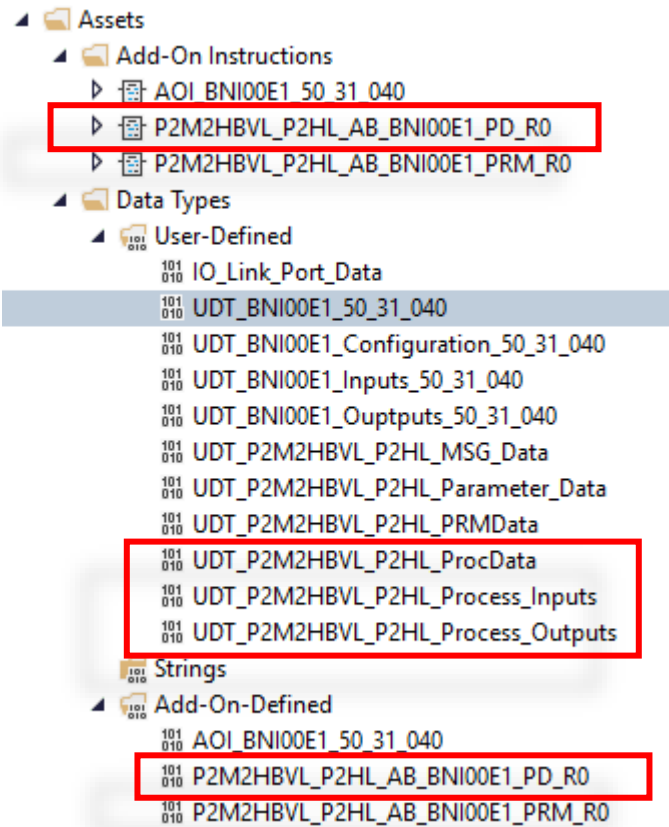 Assets
Add-On Instructions
AOI_BNI00E1_50_31_040
P2M2HBVL_P2HL_AB_BNI00E1_PD_R0
P2M2HBVL_P2HL_AB_BNI00E1_PRM_R0
Data Types
User-Defined
IO_Link_Port_Data
UDT_BNI00E1_50_31_040
UDT_BNI00E1_Configuration_50_31_040
UDT_BNI00E1_Inputs_50_31_040
UDT_BNI00E1_Ouptputs_50_31_040
UDT_P2M2HBVL_P2HL_MSG_Data
UDT_P2M2HBVL_P2HL_Parameter_Data
UDT_P2M2HBVL_P2HL_PRMData
UDT_P2M2HBVL_P2HL_ProcData
UDT_P2M2HBVL_P2HL_Process_Inputs
UDT_P2M2HBVL_P2HL_Process_Outputs
Strings
Add-On-Defined
AOI_BNI00E1_50_31_040
P2M2HBVL_P2HL_AB_BNI00E1_PD_R0
P2M2HBVL_P2HL_AB_BNI00E1_PRM_R0